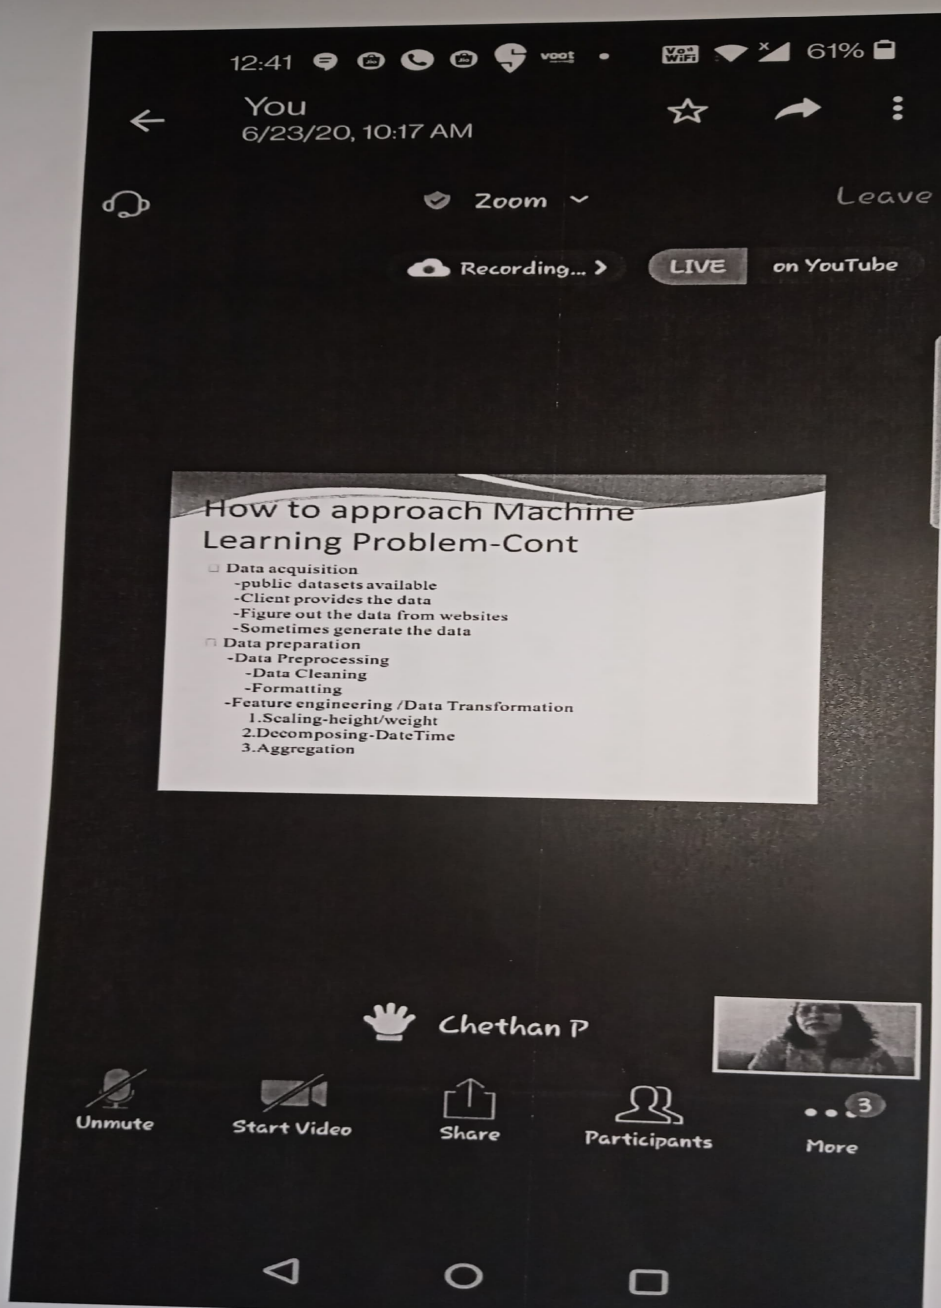 12:41 voot Vo)) WiFi 61%
You
6/23/20, 10:17 AM
Zoom Leave
Recording... LIVE on YouTube
How to approach Machine
Learning Problem-Cont
Data acquisition
-public datasets available
-Client provides the data
-Figure out the data from websites
-Sometimes generate the data
Data preparation
-Data Preprocessing
-Data Cleaning
-Formatting
-Feature engineering /Data Transformation
1.Scaling-height/weight
2.Decomposing-DateTime
3.Aggregation
Chethan P
3
Unmute Start Video Share Participants More